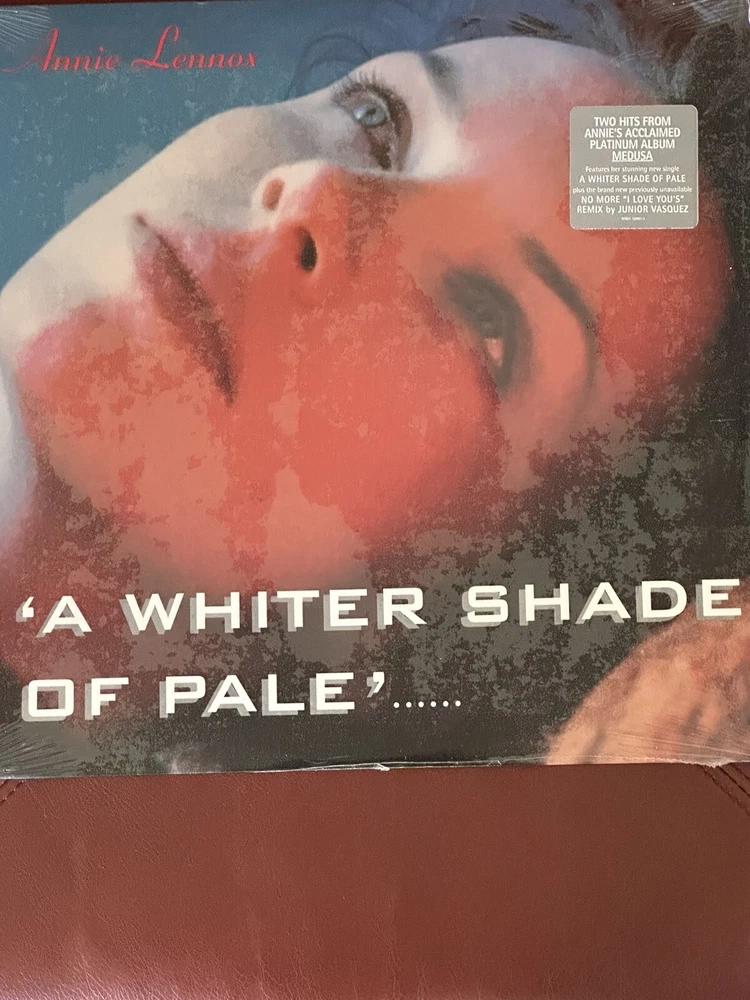 Annie Lennox
TWO HITS FROM
ANNIE'S ACCLAIMED
PLATINUM ALBUM
MEDUSA
Features her stunning new single
A WHITER SHADE OF PALE
plus the brand new previously unavailable
NO MORE "I LOVE YOU'S"
REMIX by JUNIOR VASQUEZ
'A WHITER SHADE
OF PALE'......